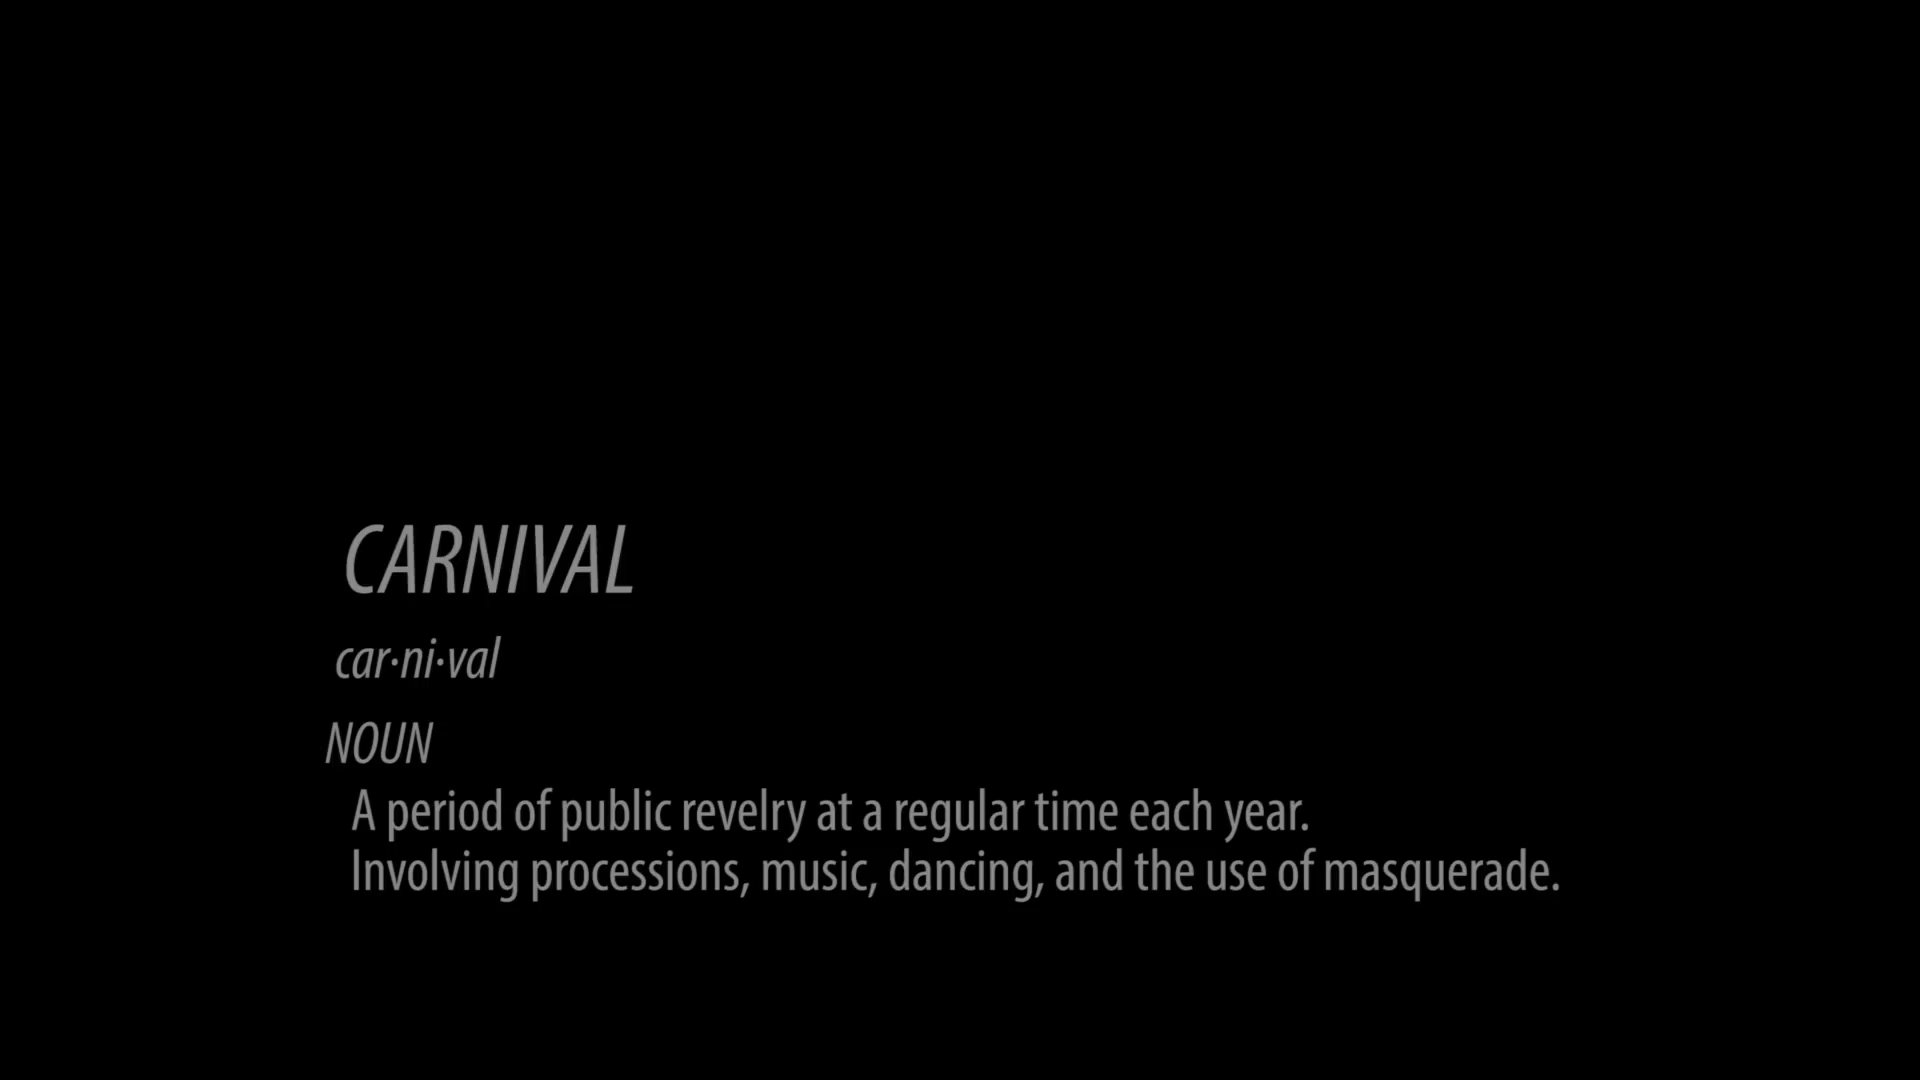 CARNIVAL
car·ni·val
NOUN
A period of public revelry at a regular time each year.
Involving processions, music, dancing, and the use of masquerade.